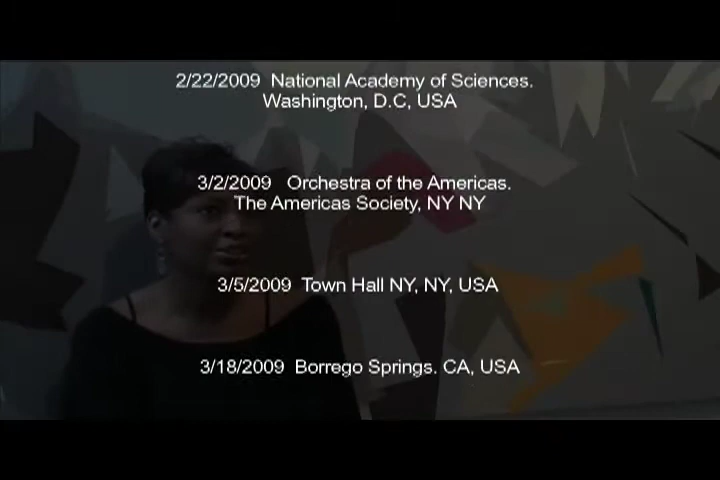 2/22/2009 National Academy of Sciences.
Washington, D.C, USA
3/2/2009 Orchestra of the Americas.
The Americas Society, NY NY
3/5/2009 Town Hall NY, NY, USA
3/18/2009 Borrego Springs. CA, USA